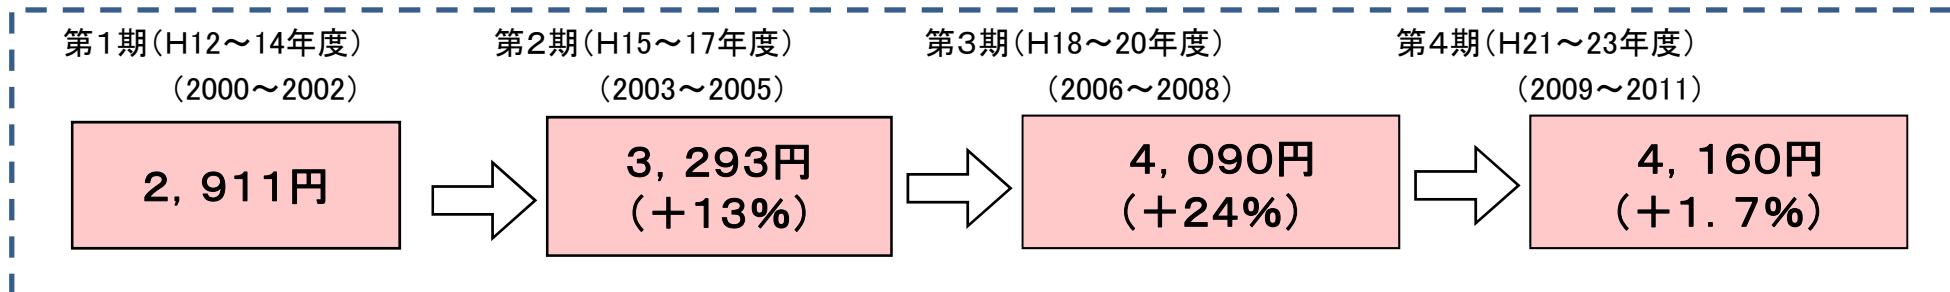 第1期(H12～14年度)
(2000～2002)
2，911円
第2期(H15～17年度)
(2003～2005)
3，293円
(＋13%)
第3期(H18～20年度)
(2006～2008)
4，090円
(＋24%)
第4期(H21～23年度)
(2009～2011)
4，160円
(＋1．7%)